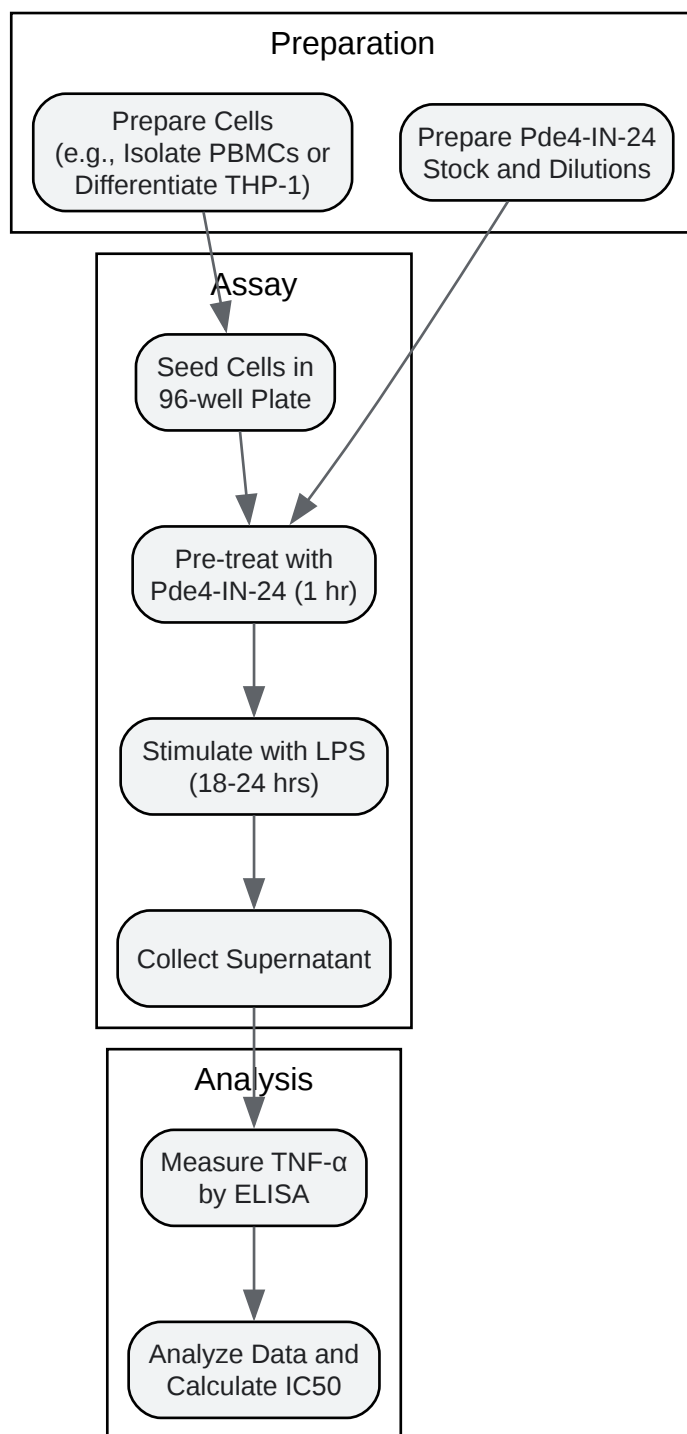 Preparation
Prepare Cells
(e.g., Isolate PBMCs or
Differentiate THP-1)
Prepare Pde4-IN-24
Stock and Dilutions
Assay
Seed Cells in
96-well Plate
Pre-treat with
Pde4-IN-24 (1 hr)
Stimulate with LPS
(18-24 hrs)
Collect Supernatant
Analysis
Measure TNF-α
by ELISA
Analyze Data and
Calculate IC50